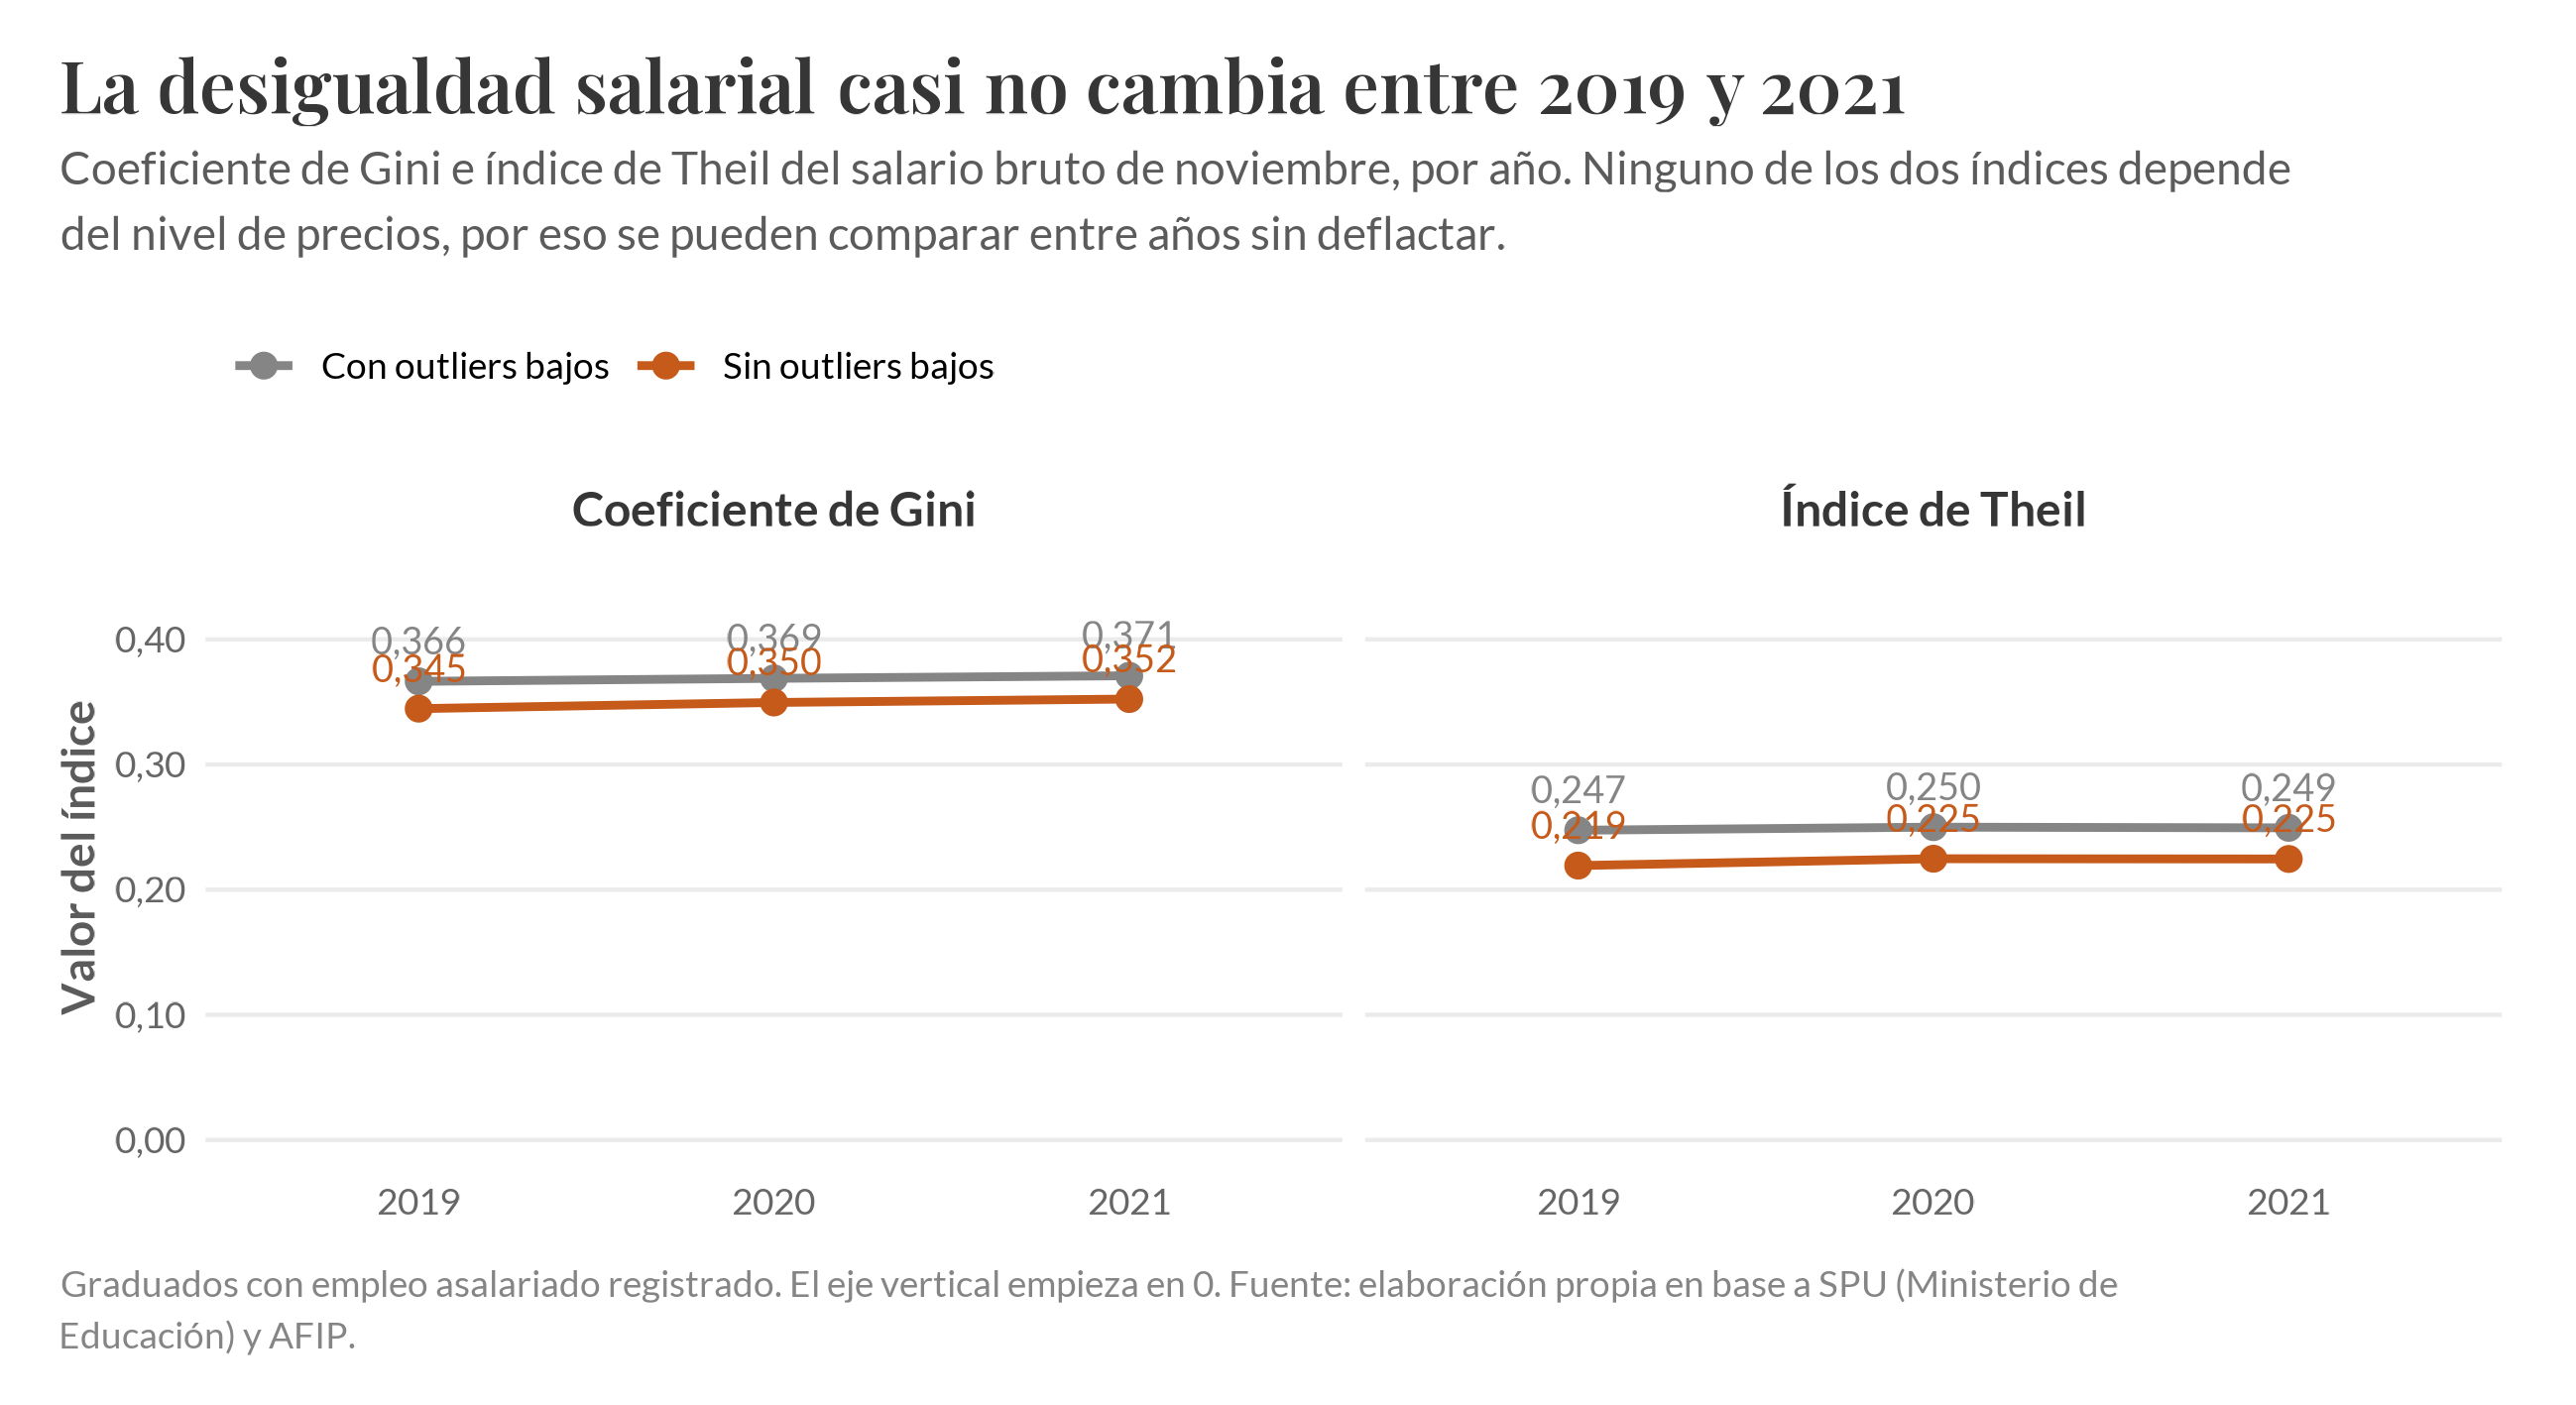 La desigualdad salarial casi no cambia entre 2019 y 2021
Coeficiente de Gini e índice de Theil del salario bruto de noviembre, por año. Ninguno de los dos índices depende
del nivel de precios, por eso se pueden comparar entre años sin deflactar.
Con outliers bajos Sin outliers bajos
Coeficiente de Gini
Índice de Theil
Valor del índice
0,40
0,30
0,20
0,10
0,00
0,366 0,369 0,371
0,345 0,350 0,352
0,247 0,250 0,249
0,219 0,225 0,225
2019 2020 2021
2019 2020 2021
Graduados con empleo asalariado registrado. El eje vertical empieza en 0. Fuente: elaboración propia en base a SPU (Ministerio de
Educación) y AFIP.